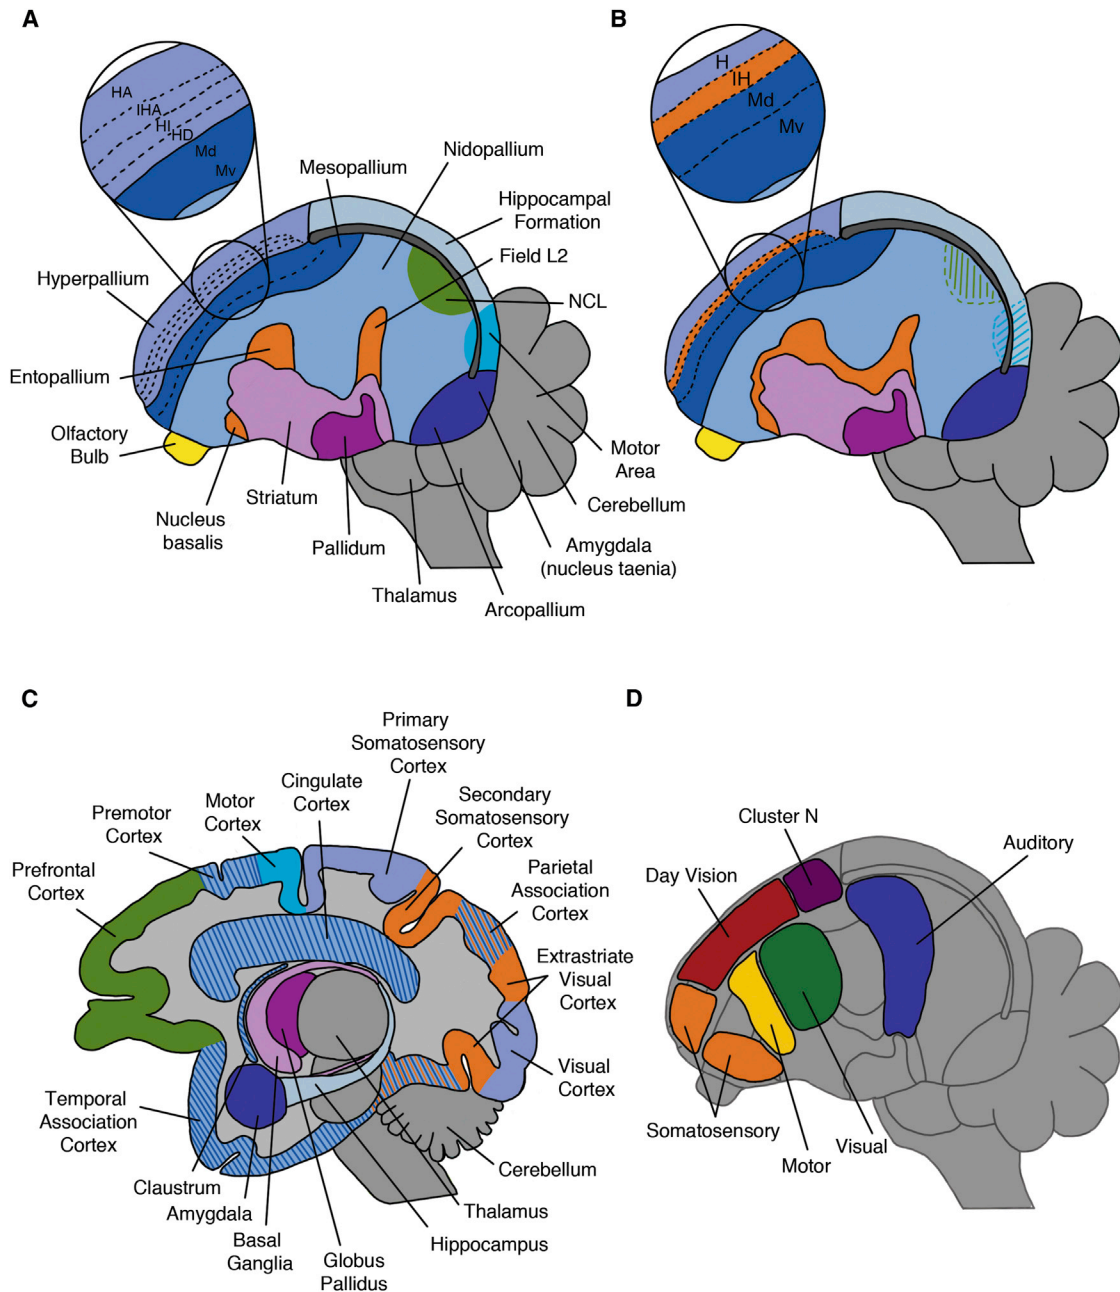 A
HA
IHA
HI
HD
Md
Mv
Mesopallium
Nidopallium
Hippocampal
Formation
Field L2
NCL
Hyperpallium
Entopallium
Olfactory
Bulb
Nucleus
basalis
Striatum
Pallidum
Thalamus
Arcopallium
Amygdala
(nucleus taenia)
Cerebellum
Motor
Area
B
H
IH
Md
Mv
C
Primary
Somatosensory
Cortex
Cingulate
Cortex
Motor
Cortex
Premotor
Cortex
Prefrontal
Cortex
Secondary
Somatosensory
Cortex
Parietal
Association
Cortex
Extrastriate
Visual
Cortex
Visual
Cortex
Temporal
Association
Cortex
Claustrum
Amygdala
Basal
Ganglia
Globus
Pallidus
Hippocampus
Thalamus
Cerebellum
D
Cluster N
Auditory
Day Vision
Somatosensory
Motor
Visual